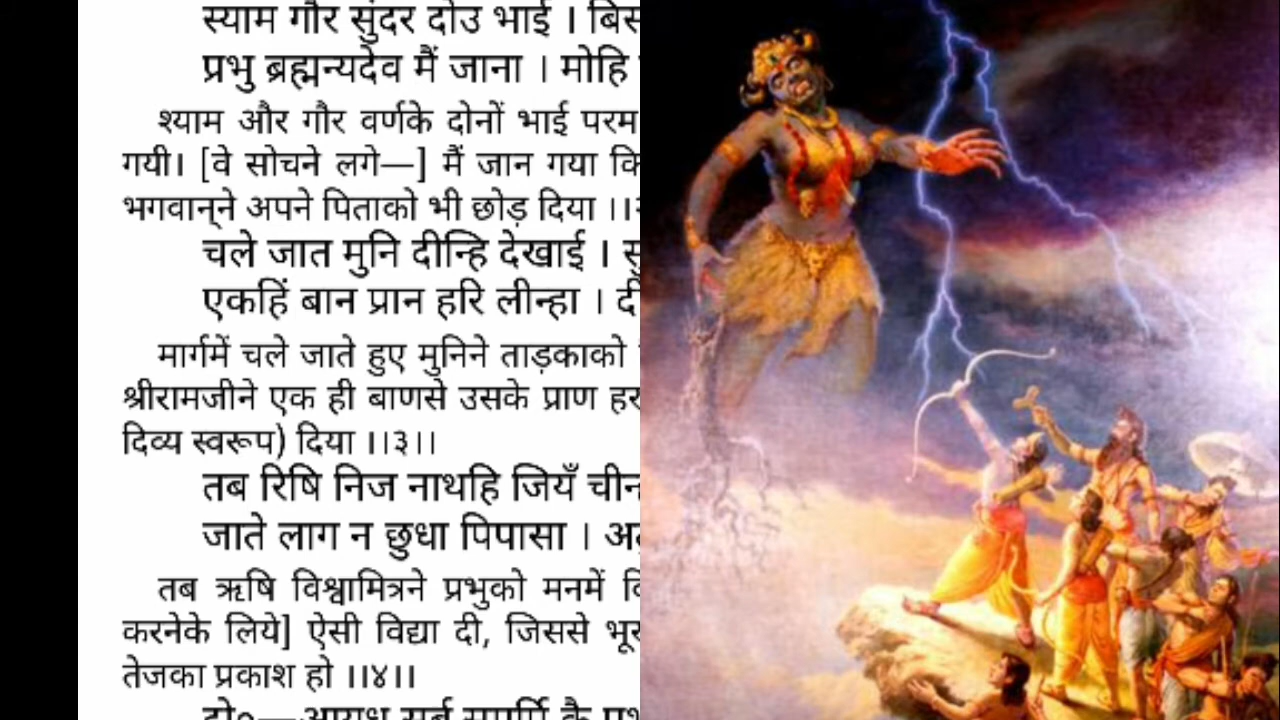 स्याम गौर सुंदर दोउ भाई । 
प्रभु ब्रह्मन्यदेव मैं जाना । मोहि
श्याम और गौर वर्णके दोनों भाई परम
गयी। [वे सोचने लगे—] मैं जान गया
भगवान्‌ने अपने पिताको भी छोड़ दिया
चले जात मुनि दीन्हि देखाई ।
एकहिं बान प्रान हरि लीन्हा ।
मार्गमें चले जाते हुए मुनिने ताड़काको
श्रीरामजीने एक ही बाणसे उसके प्राण
दिव्य स्वरूप) दिया ।।३।।
तब रिषि निज नाथहि जियँ
जाते लाग न छुधा पिपासा ।
तब ऋषि विश्वामित्रने प्रभुको मनमें
करनेके लिये] ऐसी विद्या दी, जिससे
तेजका प्रकाश हो ।।४।।